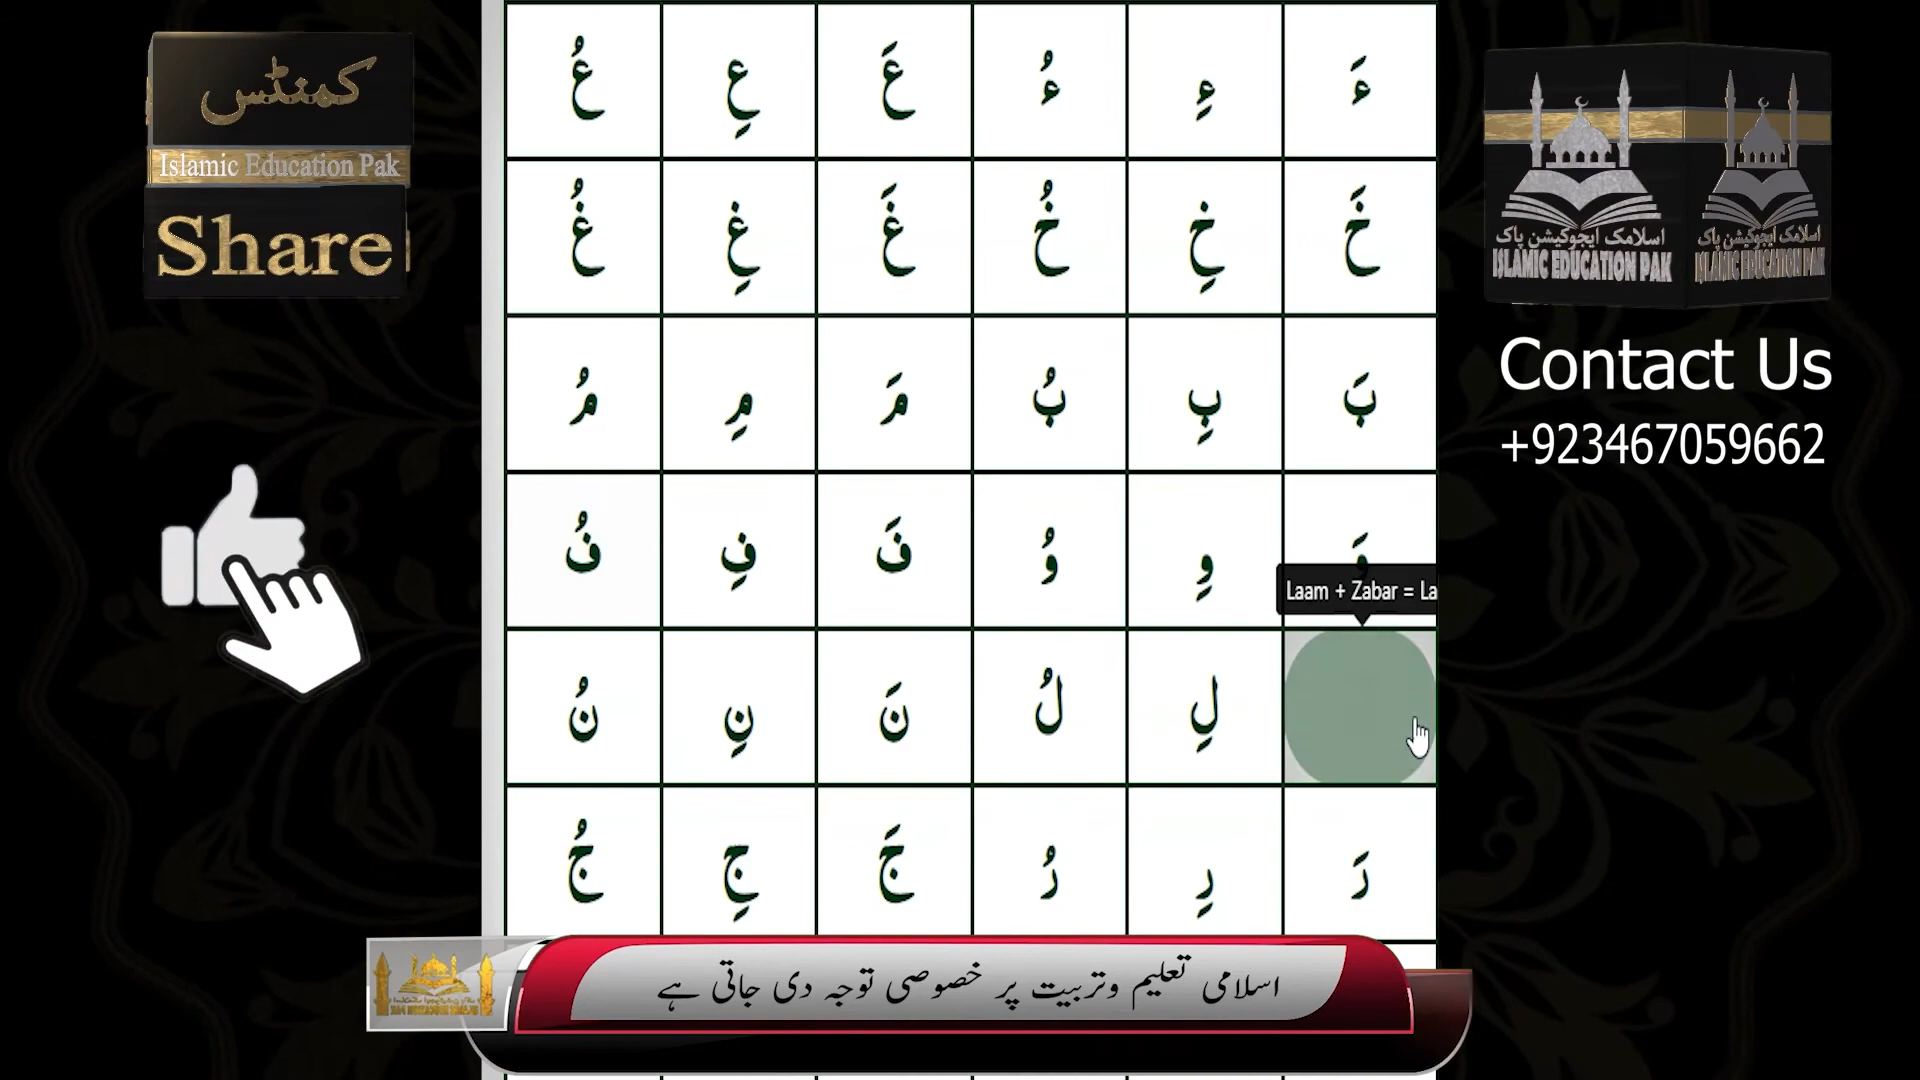 کمنٹس
Islamic Education Pak
Share
ءَ ءِ ءُ عَ عِ عُ
خَ خِ خُ غَ غِ غُ
بَ بِ بُ مَ مِ مُ
وَ وِ وُ فَ فِ فُ
Laam + Zabar = La
لِ لُ نَ نِ نُ
رَ رِ رُ جَ جِ جُ
اسلامک ایجوکیشن پاک
ISLAMIC EDUCATION PAK
اسلامک ایجوکیشن پاک
ISLAMIC EDUCATION PAK
Contact Us
+923467059662
اسلامی تعلیم وتربیت پر خصوصی توجہ دی جاتی ہے